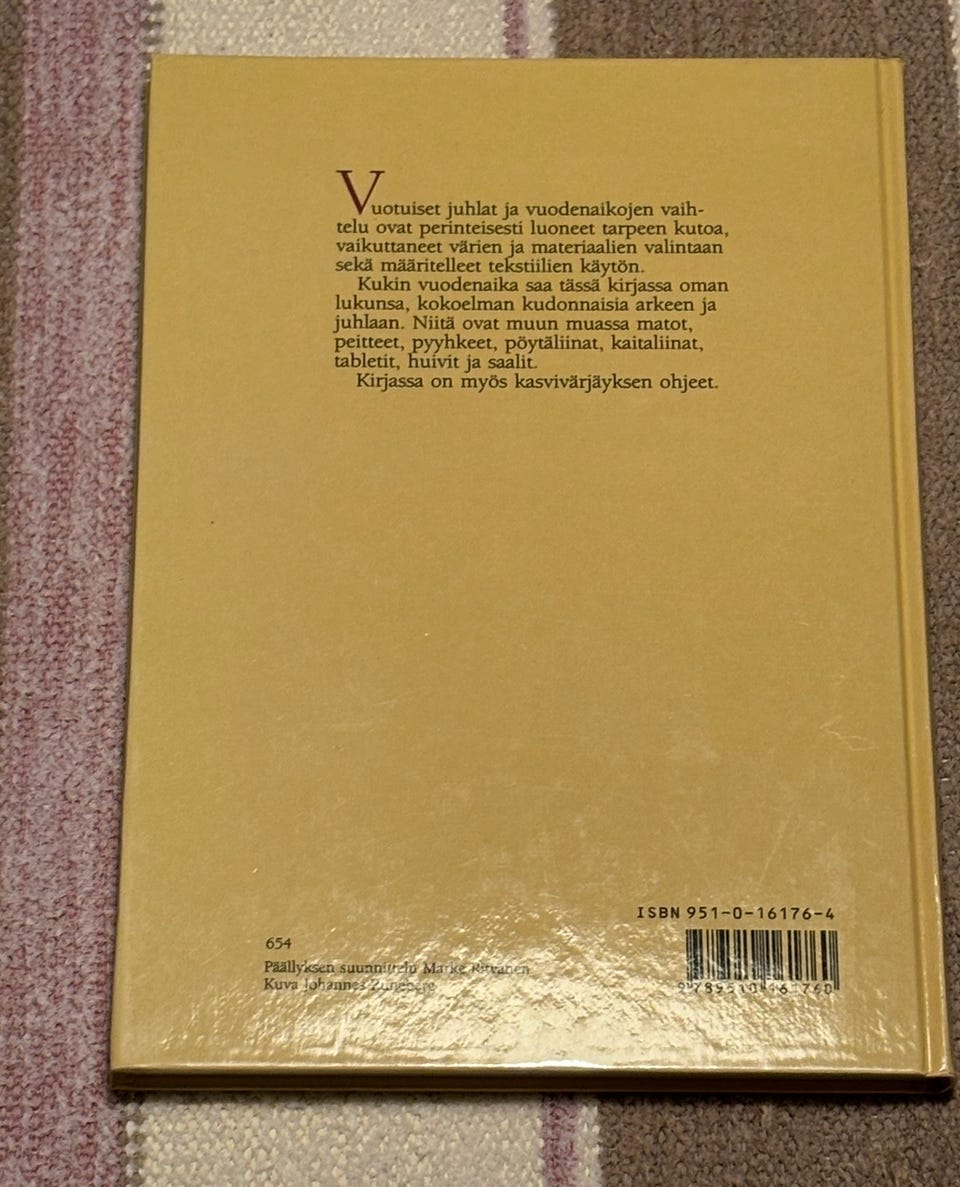 Vuotuiset juhlat ja vuodenaikojen vaih-
telu ovat perinteisesti luoneet tarpeen kutoa,
vaikuttaneet värien ja materiaalien valintaan
sekä määritelleet tekstiilien käytön.
Kukin vuodenaika saa tässä kirjassa oman
lukunsa, kokoelman kudonnaisia arkeen ja
juhlaan. Niitä ovat muun muassa matot,
peitteet, pyyhkeet, pöytäliinat, kaitaliinat,
tabletit, huivit ja saalit.
Kirjassa on myös kasvivärjäyksen ohjeet.
ISBN 951-0-16176-4
654
Päällyksen suunnittelu Marke
Kuva Johannes
9789510161760